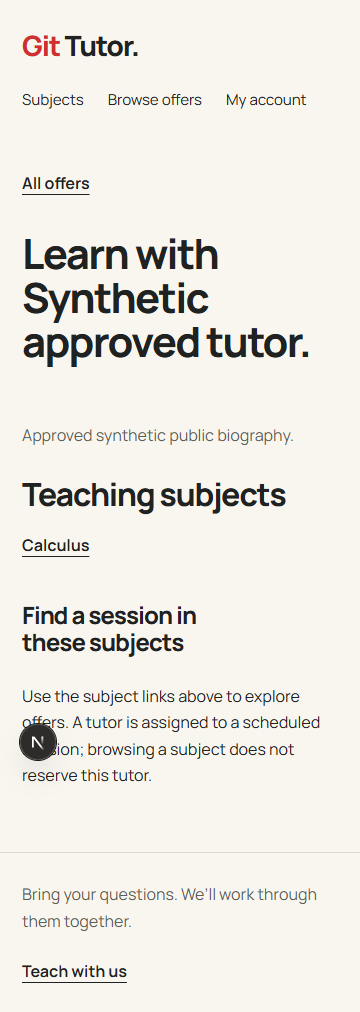 Git Tutor.
Subjects Browse offers My account
All offers
Learn with
Synthetic
approved tutor.
Approved synthetic public biography.
Teaching subjects
Calculus
Find a session in
these subjects
Use the subject links above to explore
offers. A tutor is assigned to a scheduled
N
ion; browsing a subject does not
reserve this tutor.
Bring your questions. We'll work through
them together.
Teach with us